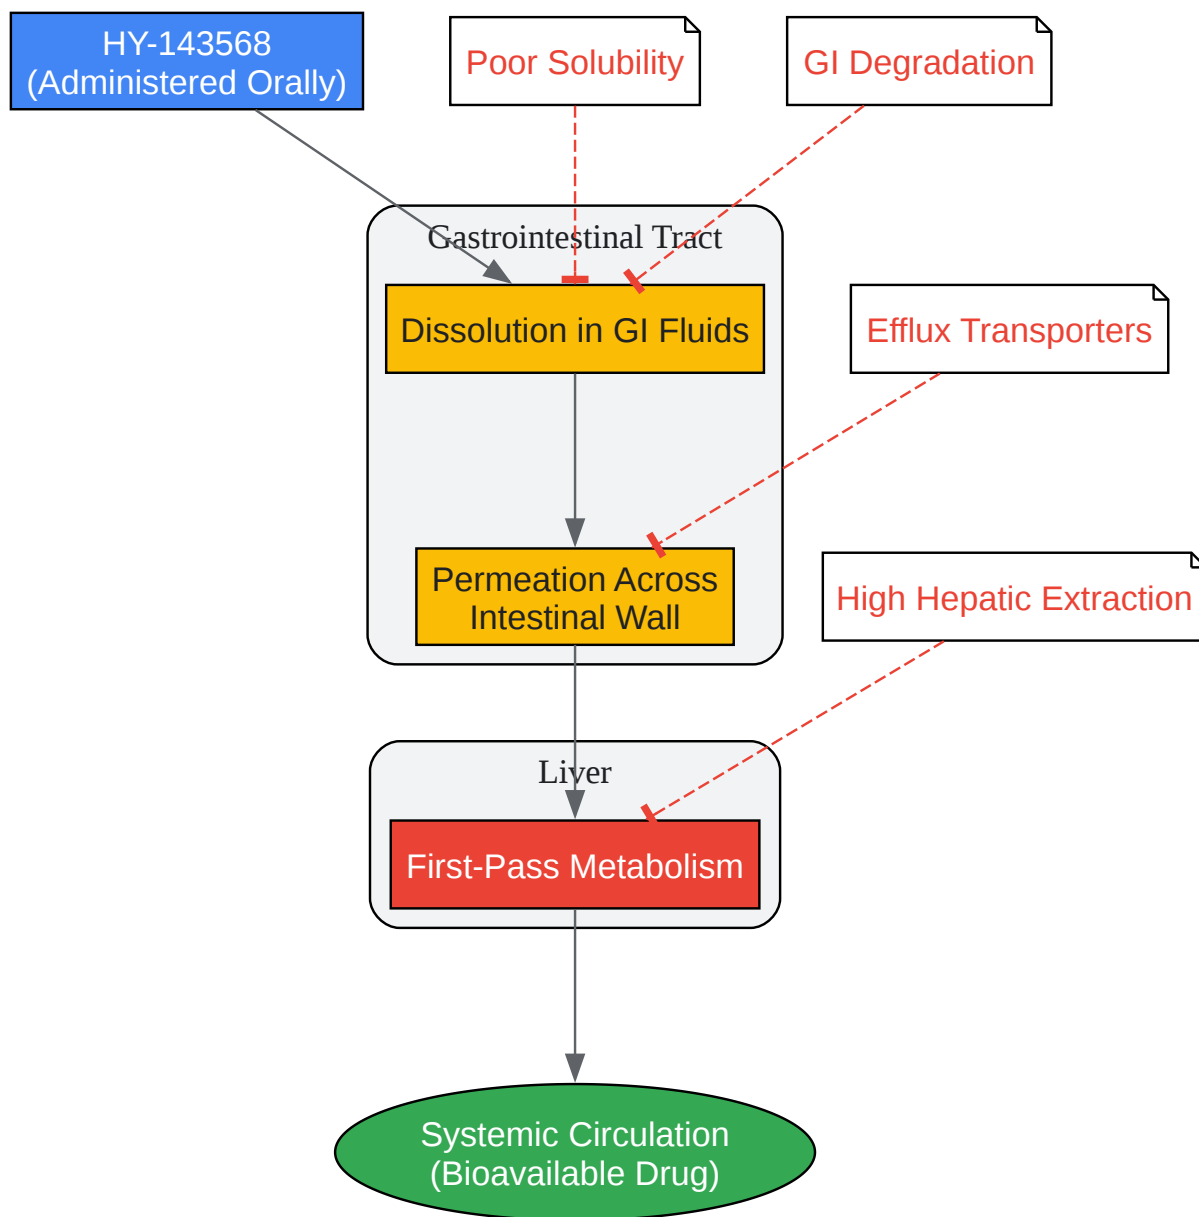 HY-143568
(Administered Orally)
Poor Solubility
GI Degradation
Gastrointestinal Tract
Dissolution in GI Fluids
Efflux Transporters
Permeation Across
Intestinal Wall
High Hepatic Extraction
Liver
First-Pass Metabolism
Systemic Circulation
(Bioavailable Drug)